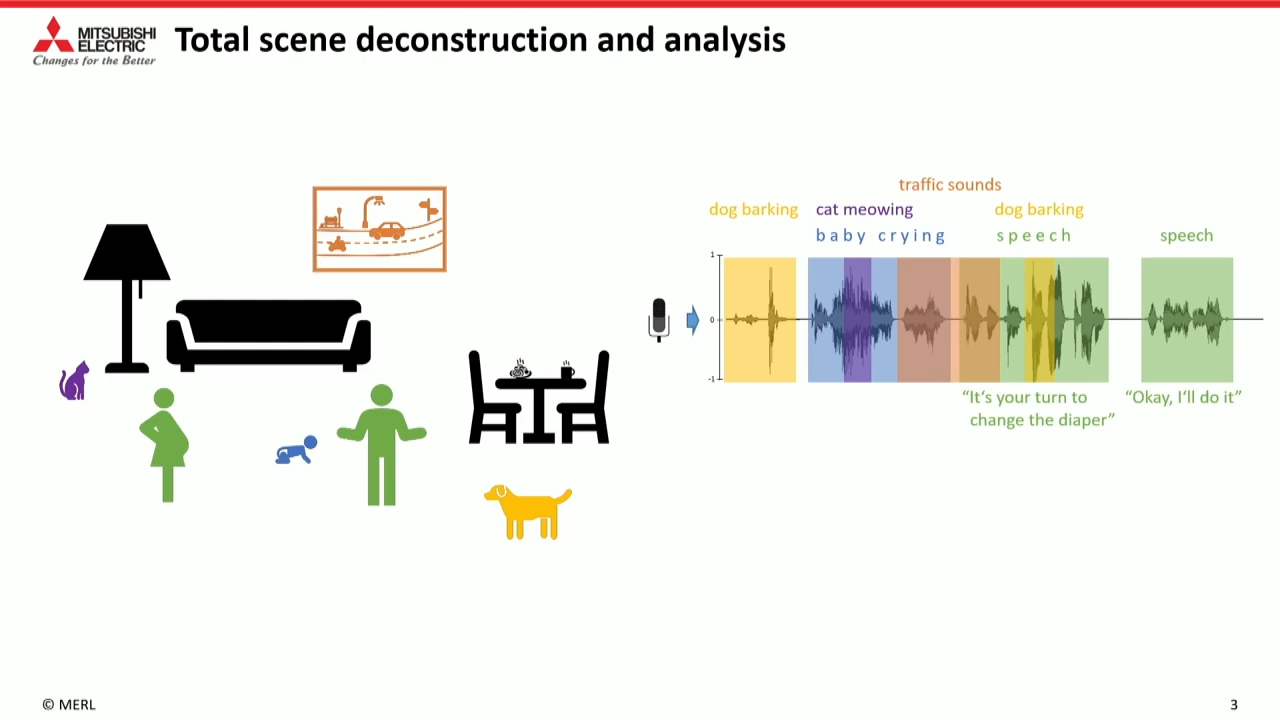 MITSUBISHI
ELECTRIC
Changes for the Better
Total scene deconstruction and analysis
traffic sounds
dog barking
cat meowing
dog barking
baby crying
speech
speech
1
0
-1
“It‘s your turn to
change the diaper”
“Okay, I’ll do it”
© MERL
3